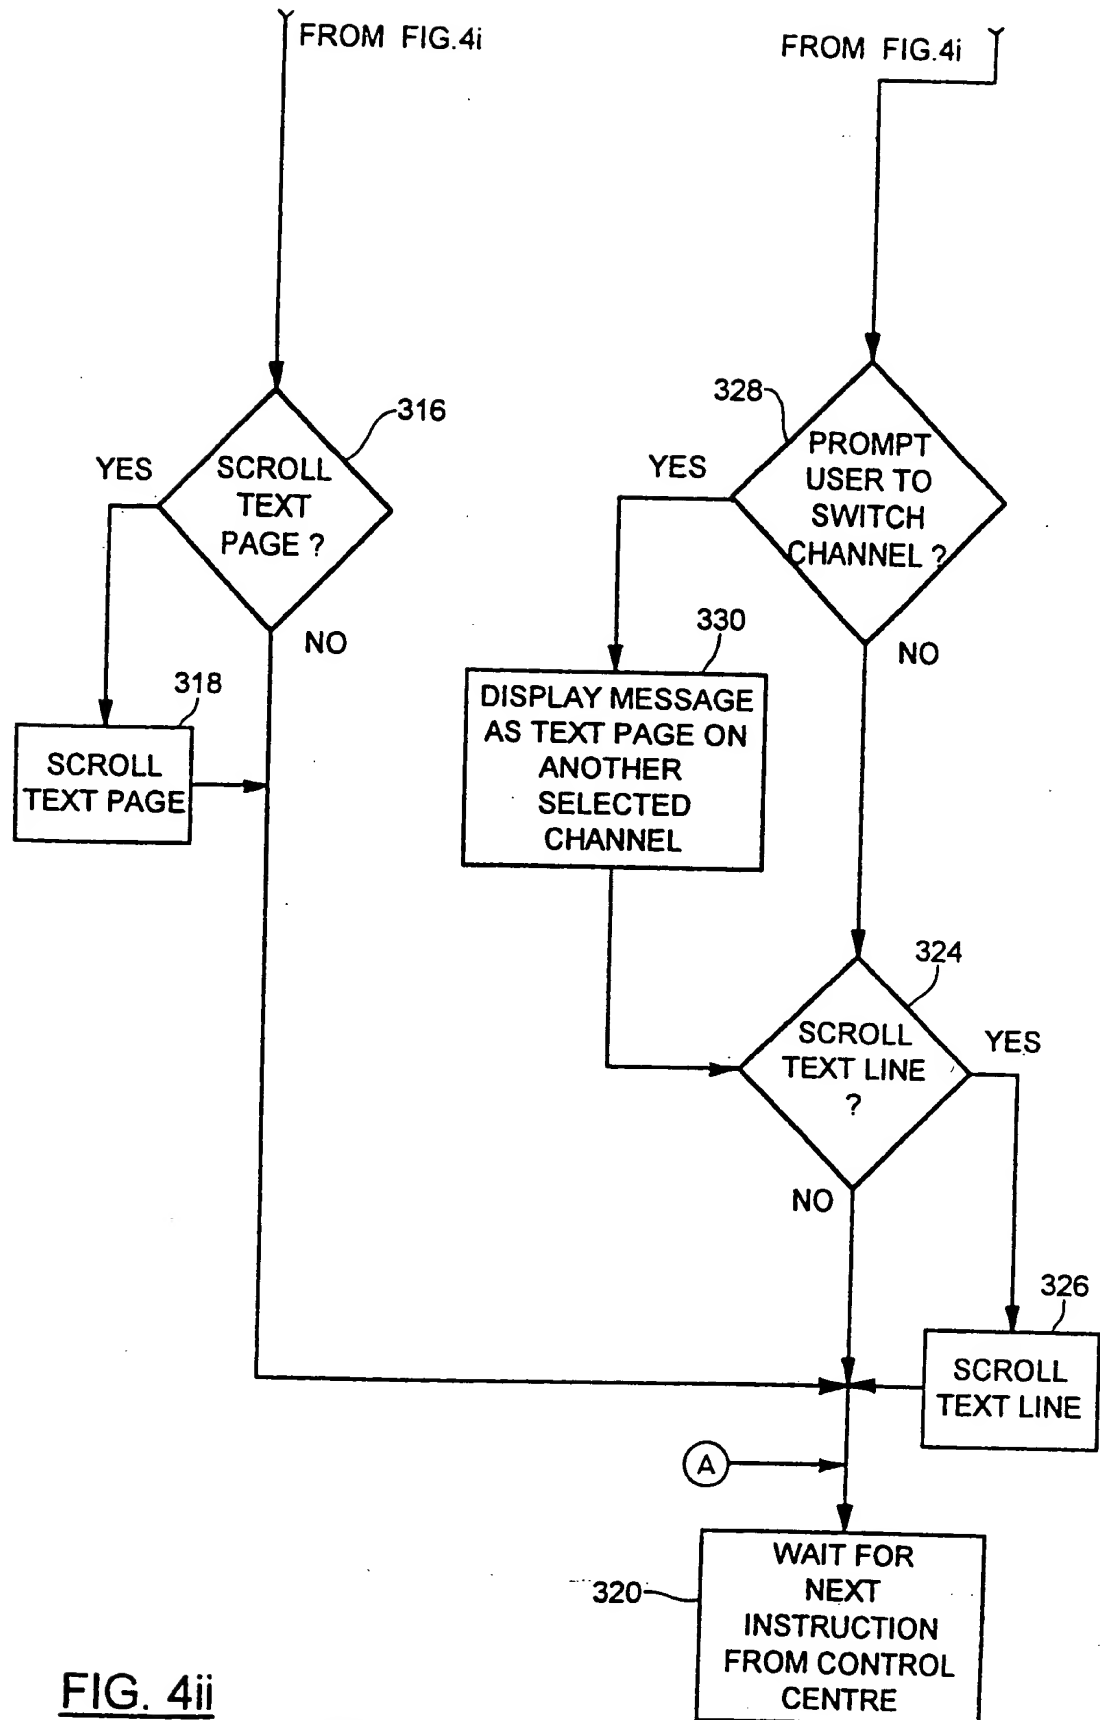 FROM FIG.4i
FROM FIG.4i
316
SCROLL
TEXT
PAGE ?
YES
NO
318
SCROLL
TEXT PAGE
328
PROMPT
USER TO
SWITCH
CHANNEL ?
YES
NO
330
DISPLAY MESSAGE
AS TEXT PAGE ON
ANOTHER
SELECTED
CHANNEL
324
SCROLL
TEXT LINE
?
YES
NO
326
SCROLL
TEXT LINE
A
320
WAIT FOR
NEXT
INSTRUCTION
FROM CONTROL
CENTRE
FIG. 4ii